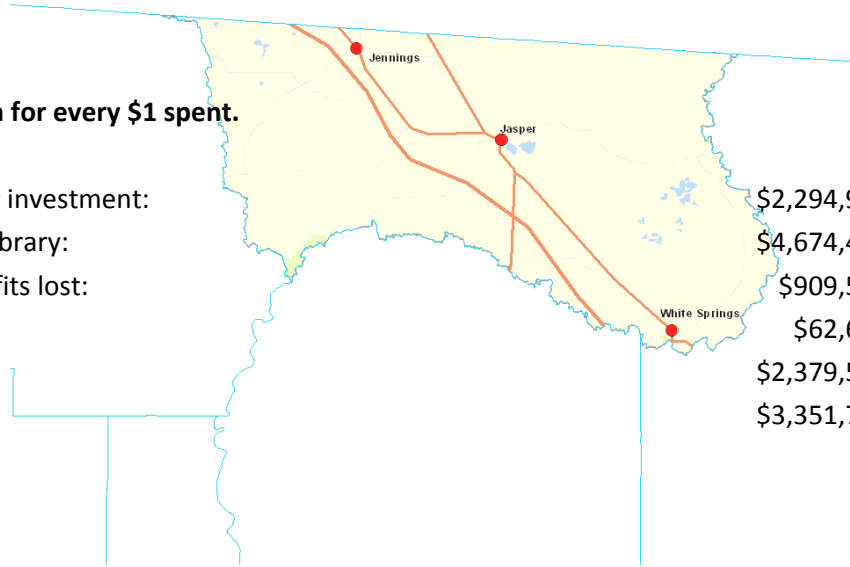 Jennings
for every $1 spent.
Jasper
investment: $2,294,9
brary: $4,674,4
fits lost: $909,5
White Springs
$62,6
$2,379,5
$3,351,7